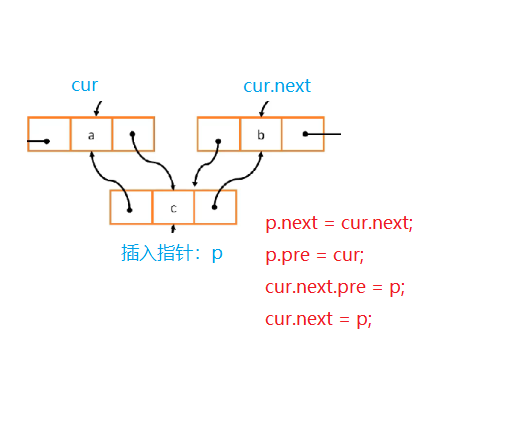 cur
cur.next
a
b
c
插入指针：p
p.next = cur.next;
p.pre = cur;
cur.next.pre = p;
cur.next = p;